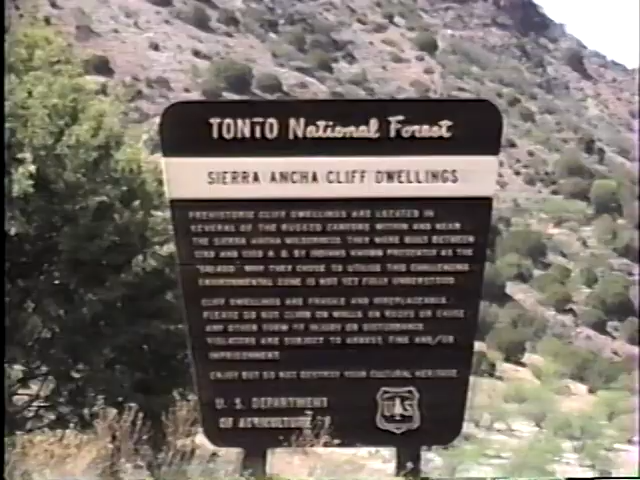 TONTO National Forest
SIERRA ANCHA CLIFF DWELLINGS
PREHISTORIC CLIFF DWELLINGS ARE LOCATED IN
SEVERAL OF THE RUGGED CANYONS WITHIN AND NEAR
THE SIERRA ANCHA WILDERNESS. THEY WERE BUILT BETWEEN
A. D. BY INDIANS KNOWN PRESENTLY AS THE
"SALADO". WHY THEY CHOSE TO UTILIZE THIS CHALLENGING
ENVIRONMENTAL ZONE IS NOT YET FULLY UNDERSTOOD.
CLIFF DWELLINGS ARE FRAGILE AND IRREPLACEABLE.
PLEASE DO NOT CLIMB ON WALLS OR ROOFS OR CAUSE
ANY OTHER FORM OF INJURY OR DISTURBANCE.
VIOLATORS ARE SUBJECT TO ARREST, FINE AND/OR
IMPRISONMENT.
ENJOY BUT DO NOT DESTROY YOUR CULTURAL HERITAGE.
U. S. DEPARTMENT
OF AGRICULTURE
US